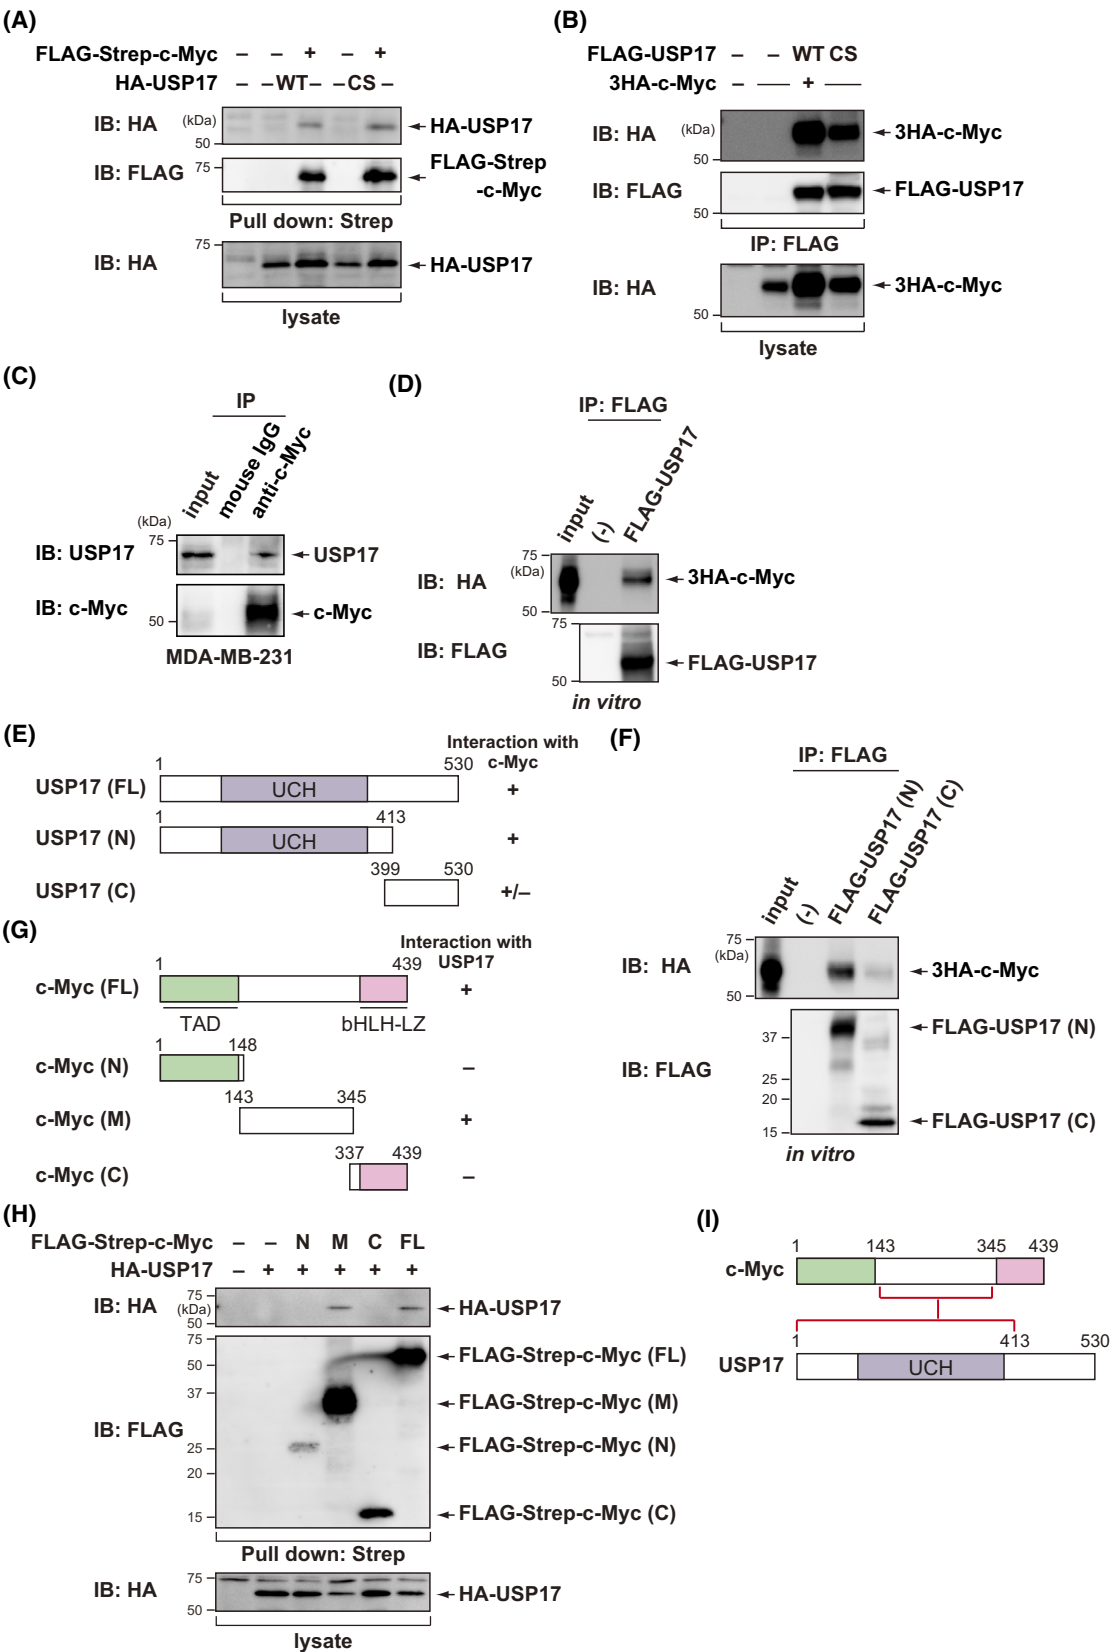 (A)
FLAG-Strep-c-Myc – – + – +
HA-USP17 – –WT– –CS –
IB: HA (kDa) 50 HA-USP17
IB: FLAG 75 FLAG-Strep
-c-Myc
50
Pull down: Strep
75
IB: HA HA-USP17
lysate
(B)
FLAG-USP17 – – WT CS
3HA-c-Myc – +
IB: HA (kDa) 3HA-c-Myc
50
IB: FLAG FLAG-USP17
50
IP: FLAG
IB: HA 3HA-c-Myc
50
lysate
(C)
IP
input mouse IgG anti-c-Myc
(kDa)
75
IB: USP17 USP17
IB: c-Myc c-Myc
50
MDA-MB-231
(D)
IP: FLAG
input (-) FLAG-USP17
75
(kDa)
IB: HA 3HA-c-Myc
50
75
IB: FLAG FLAG-USP17
50
in vitro
(E)
Interaction with
c-Myc
1 530
USP17 (FL) UCH +
1 413
USP17 (N) UCH +
399 530
USP17 (C) +/–
(F)
IP: FLAG
input (-) FLAG-USP17 (N) FLAG-USP17 (C)
75
(kDa)
IB: HA 3HA-c-Myc
50
FLAG-USP17 (N)
37
IB: FLAG
25
20
FLAG-USP17 (C)
15
in vitro
(G)
Interaction with
USP17
1 439
c-Myc (FL) +
TAD bHLH-LZ
1 148
c-Myc (N) –
143 345
c-Myc (M) +
337 439
c-Myc (C) –
(H)
FLAG-Strep-c-Myc – – N M C FL
HA-USP17 – + + + + +
75
IB: HA (kDa) HA-USP17
50
75
FLAG-Strep-c-Myc (FL)
50
37
FLAG-Strep-c-Myc (M)
IB: FLAG
25 FLAG-Strep-c-Myc (N)
20
15 FLAG-Strep-c-Myc (C)
Pull down: Strep
75
IB: HA HA-USP17
50
lysate
(I)
1 143 345 439
c-Myc
1 413 530
USP17 UCH